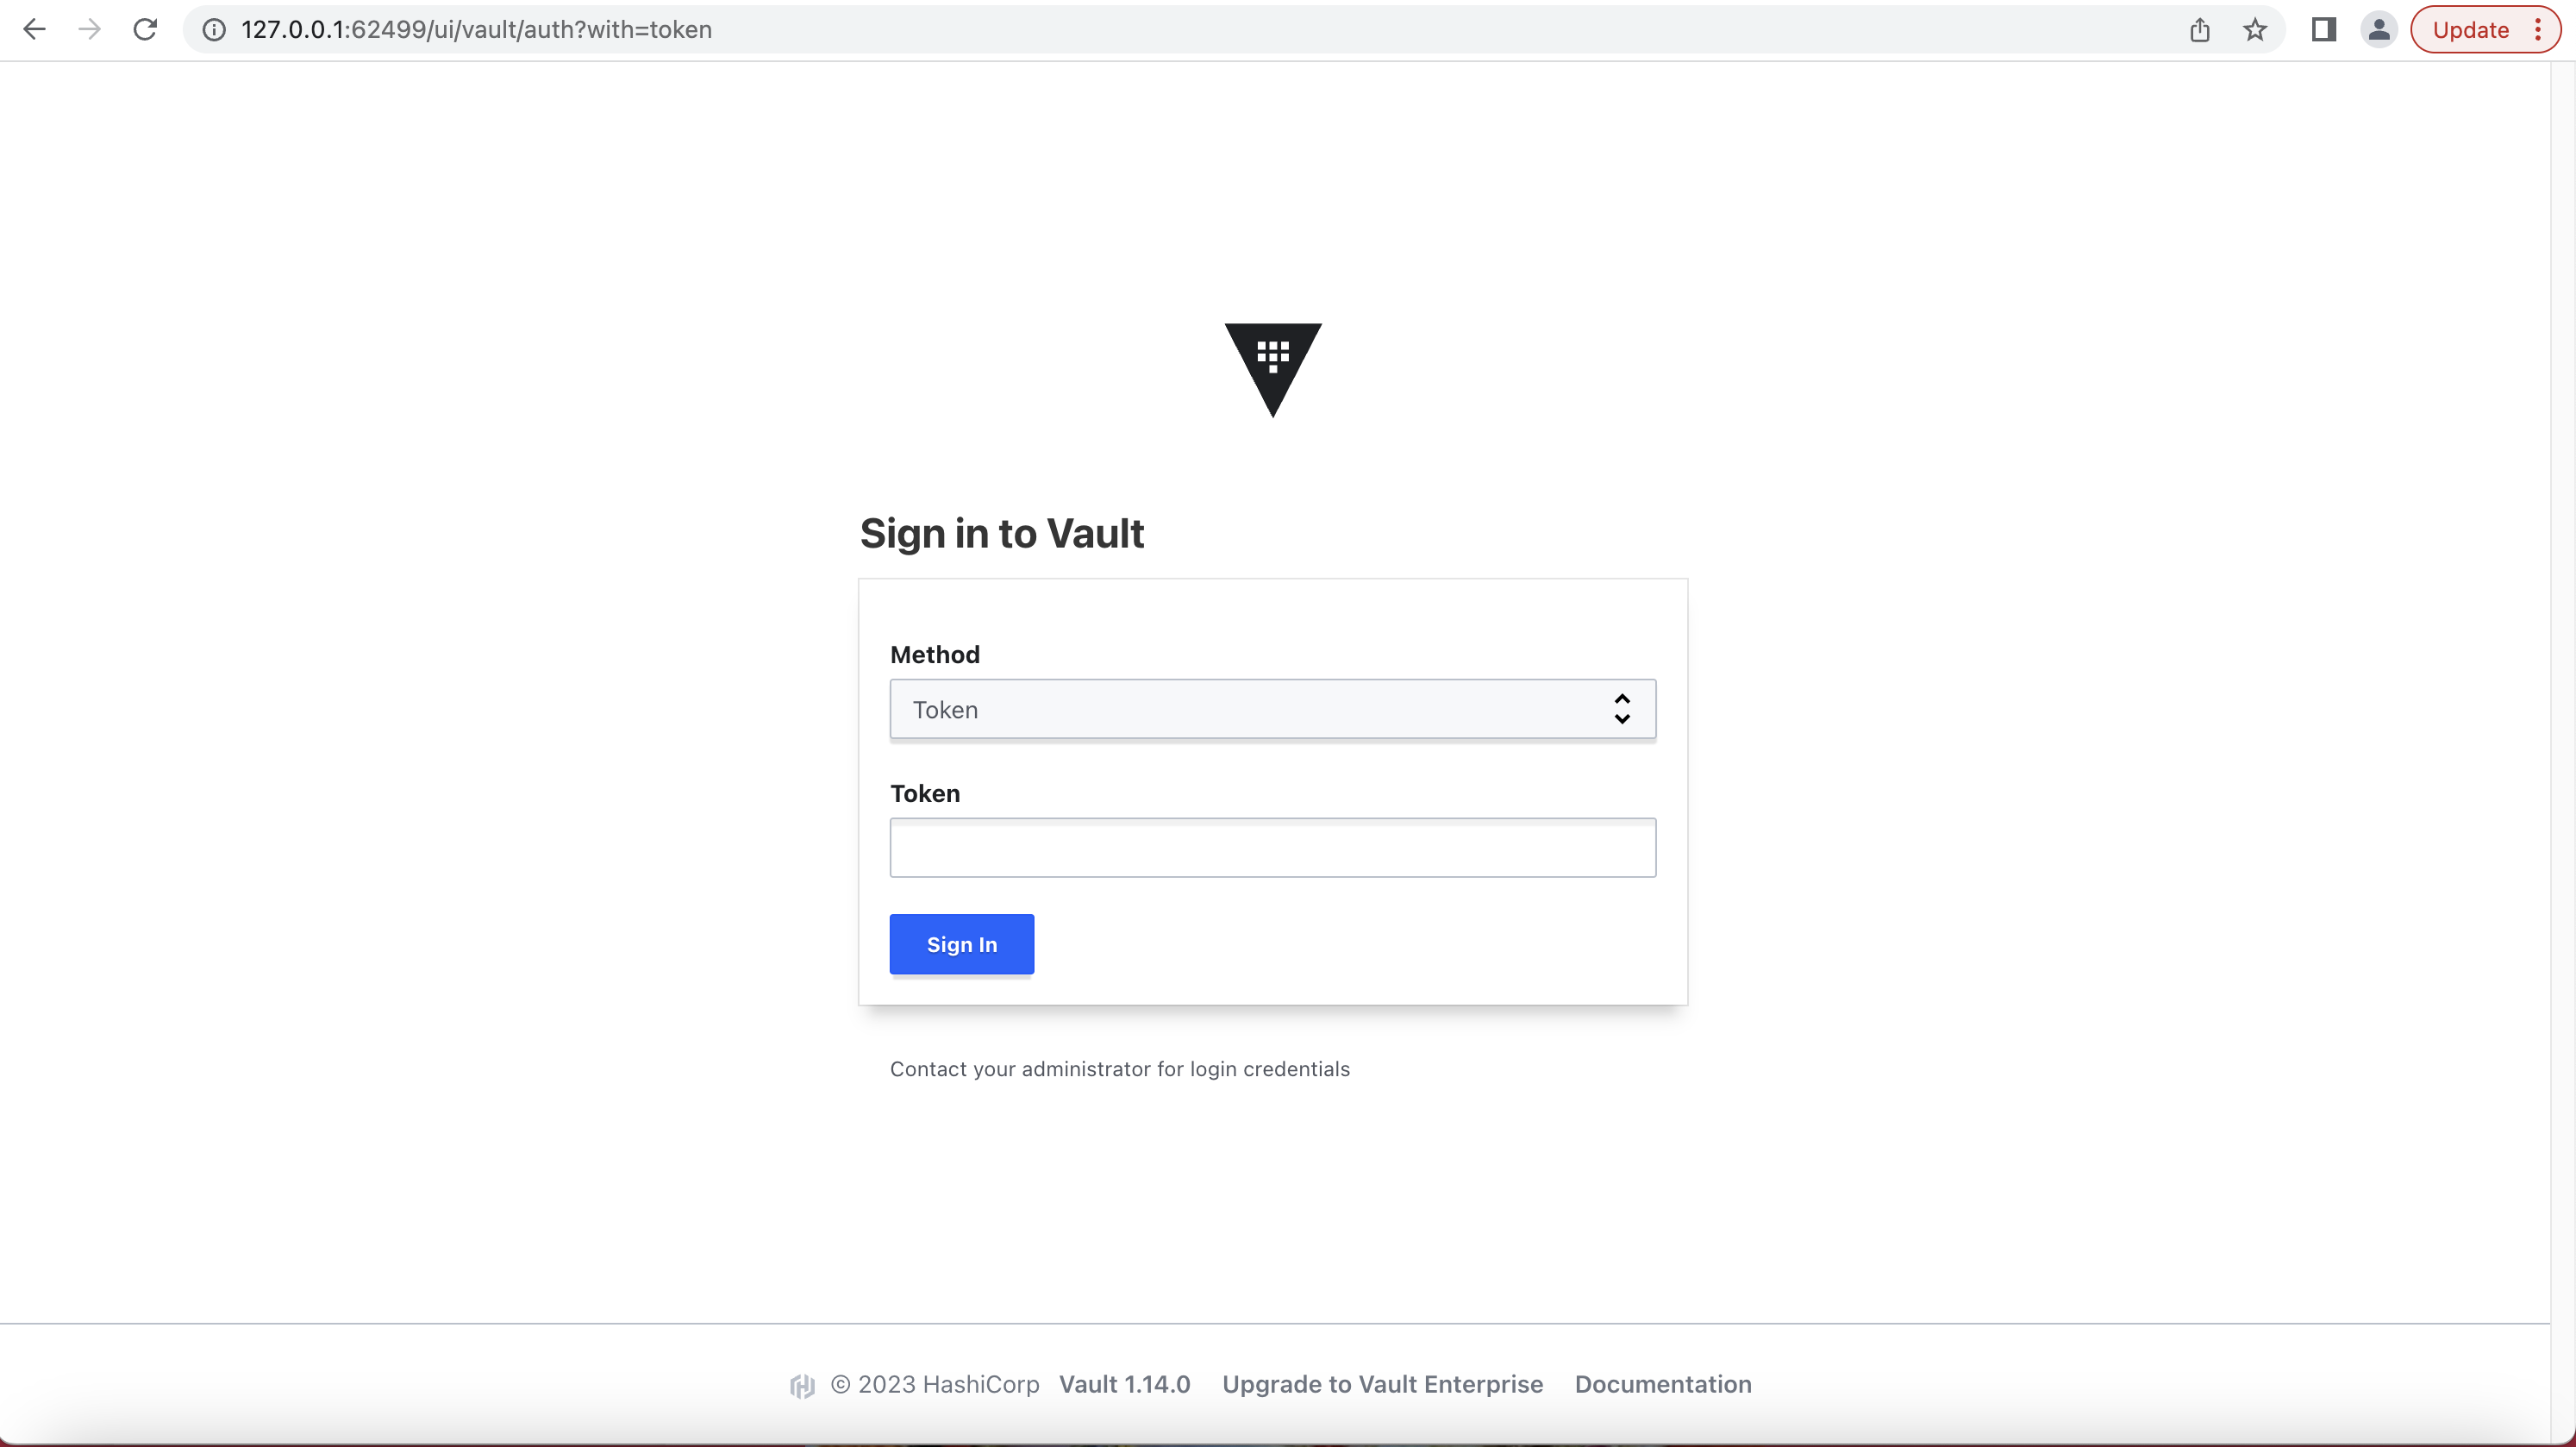 127.0.0.1:62499/ui/vault/auth?with=token
Update
Sign in to Vault
Method
Token
Token
Sign In
Contact your administrator for login credentials
© 2023 HashiCorp Vault 1.14.0 Upgrade to Vault Enterprise Documentation